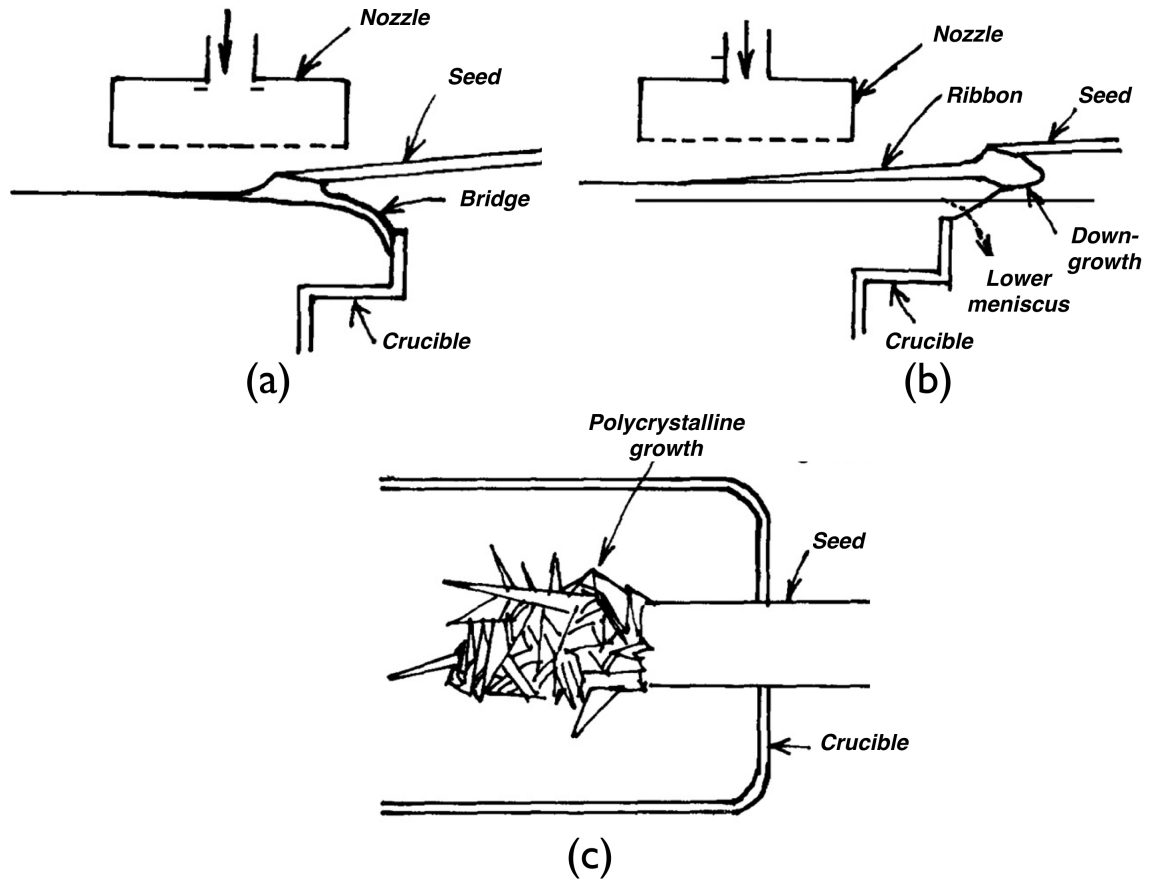 Nozzle
Seed
Bridge
Crucible
(a)
Nozzle
Ribbon
Seed
Down-
growth
Lower
meniscus
Crucible
(b)
Polycrystalline
growth
Seed
Crucible
(c)